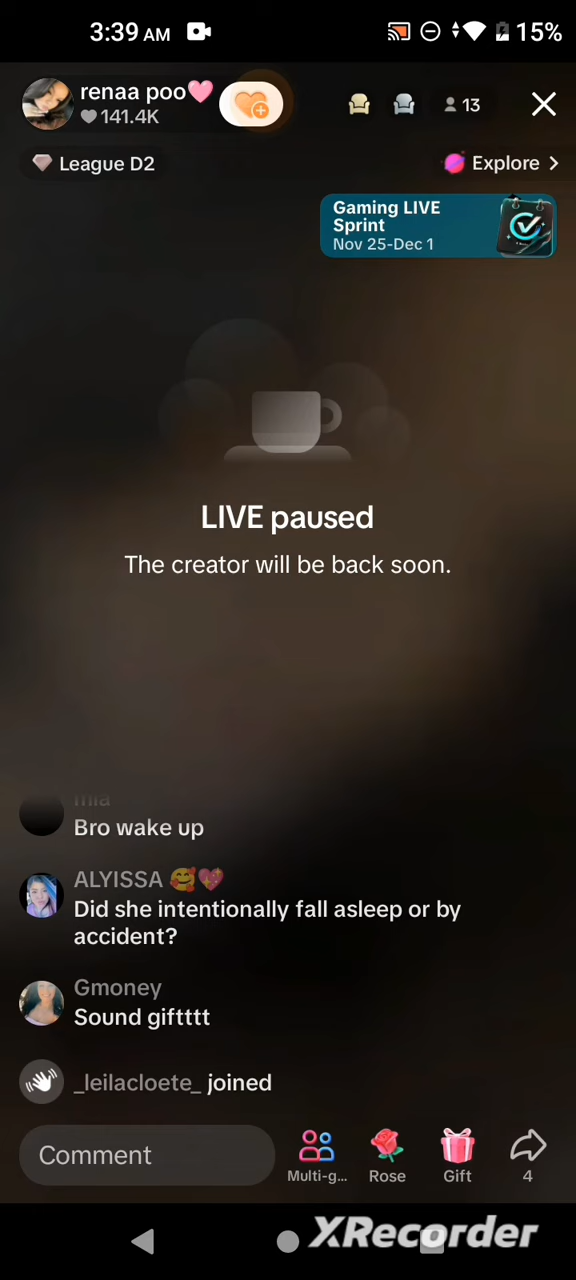 3:39 AM 15%
renaa poo🩷
141.4K
13
League D2
Explore >
Gaming LIVE
Sprint
Nov 25-Dec 1
LIVE paused
The creator will be back soon.
mia
Bro wake up
ALYISSA 🥰💖
Did she intentionally fall asleep or by
accident?
Gmoney
Sound giftttt
_leilacloete_ joined
Comment
Multi-g...
Rose
Gift
4
XRecorder